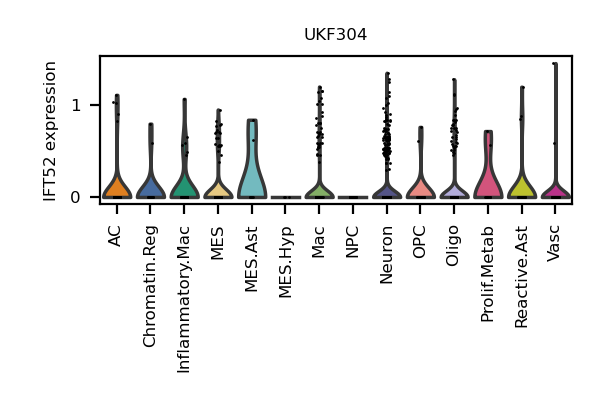 UKF304
IFT52 expression
1
0
AC
Chromatin.Reg
Inflammatory.Mac
MES
MES.Ast
MES.Hyp
Mac
NPC
Neuron
OPC
Oligo
Prolif.Metab
Reactive.Ast
Vasc